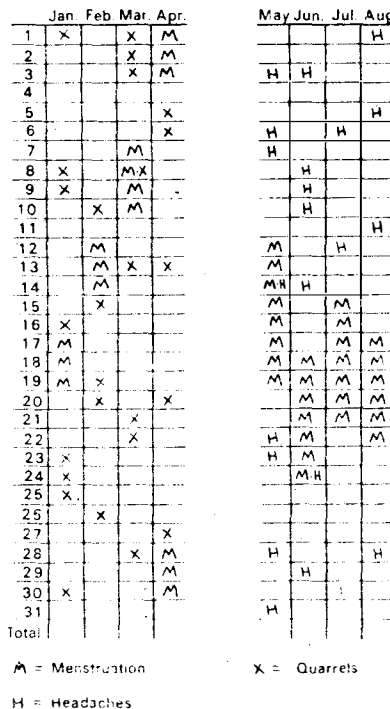 Jan. Feb. Mar. Apr. May Jun. Jul. Aug
1 X X M H
2 X M
3 X M H H
4
5 X H
6 X H H
7 M H
8 X M·X H
9 X M H
10 X M H
11 H
12 M M H
13 M X X M
14 M M·H H
15 X M M
16 X M M
17 M M M M
18 M M M M M
19 M X M M M M
20 X X M M M
21 X M M M
22 X H M M
23 X H M
24 X M·H
25 X
25 X
27 X
28 X M H H
29 M H
30 X M
31 H
Total
M = Menstruation X = Quarrels
H = Headaches